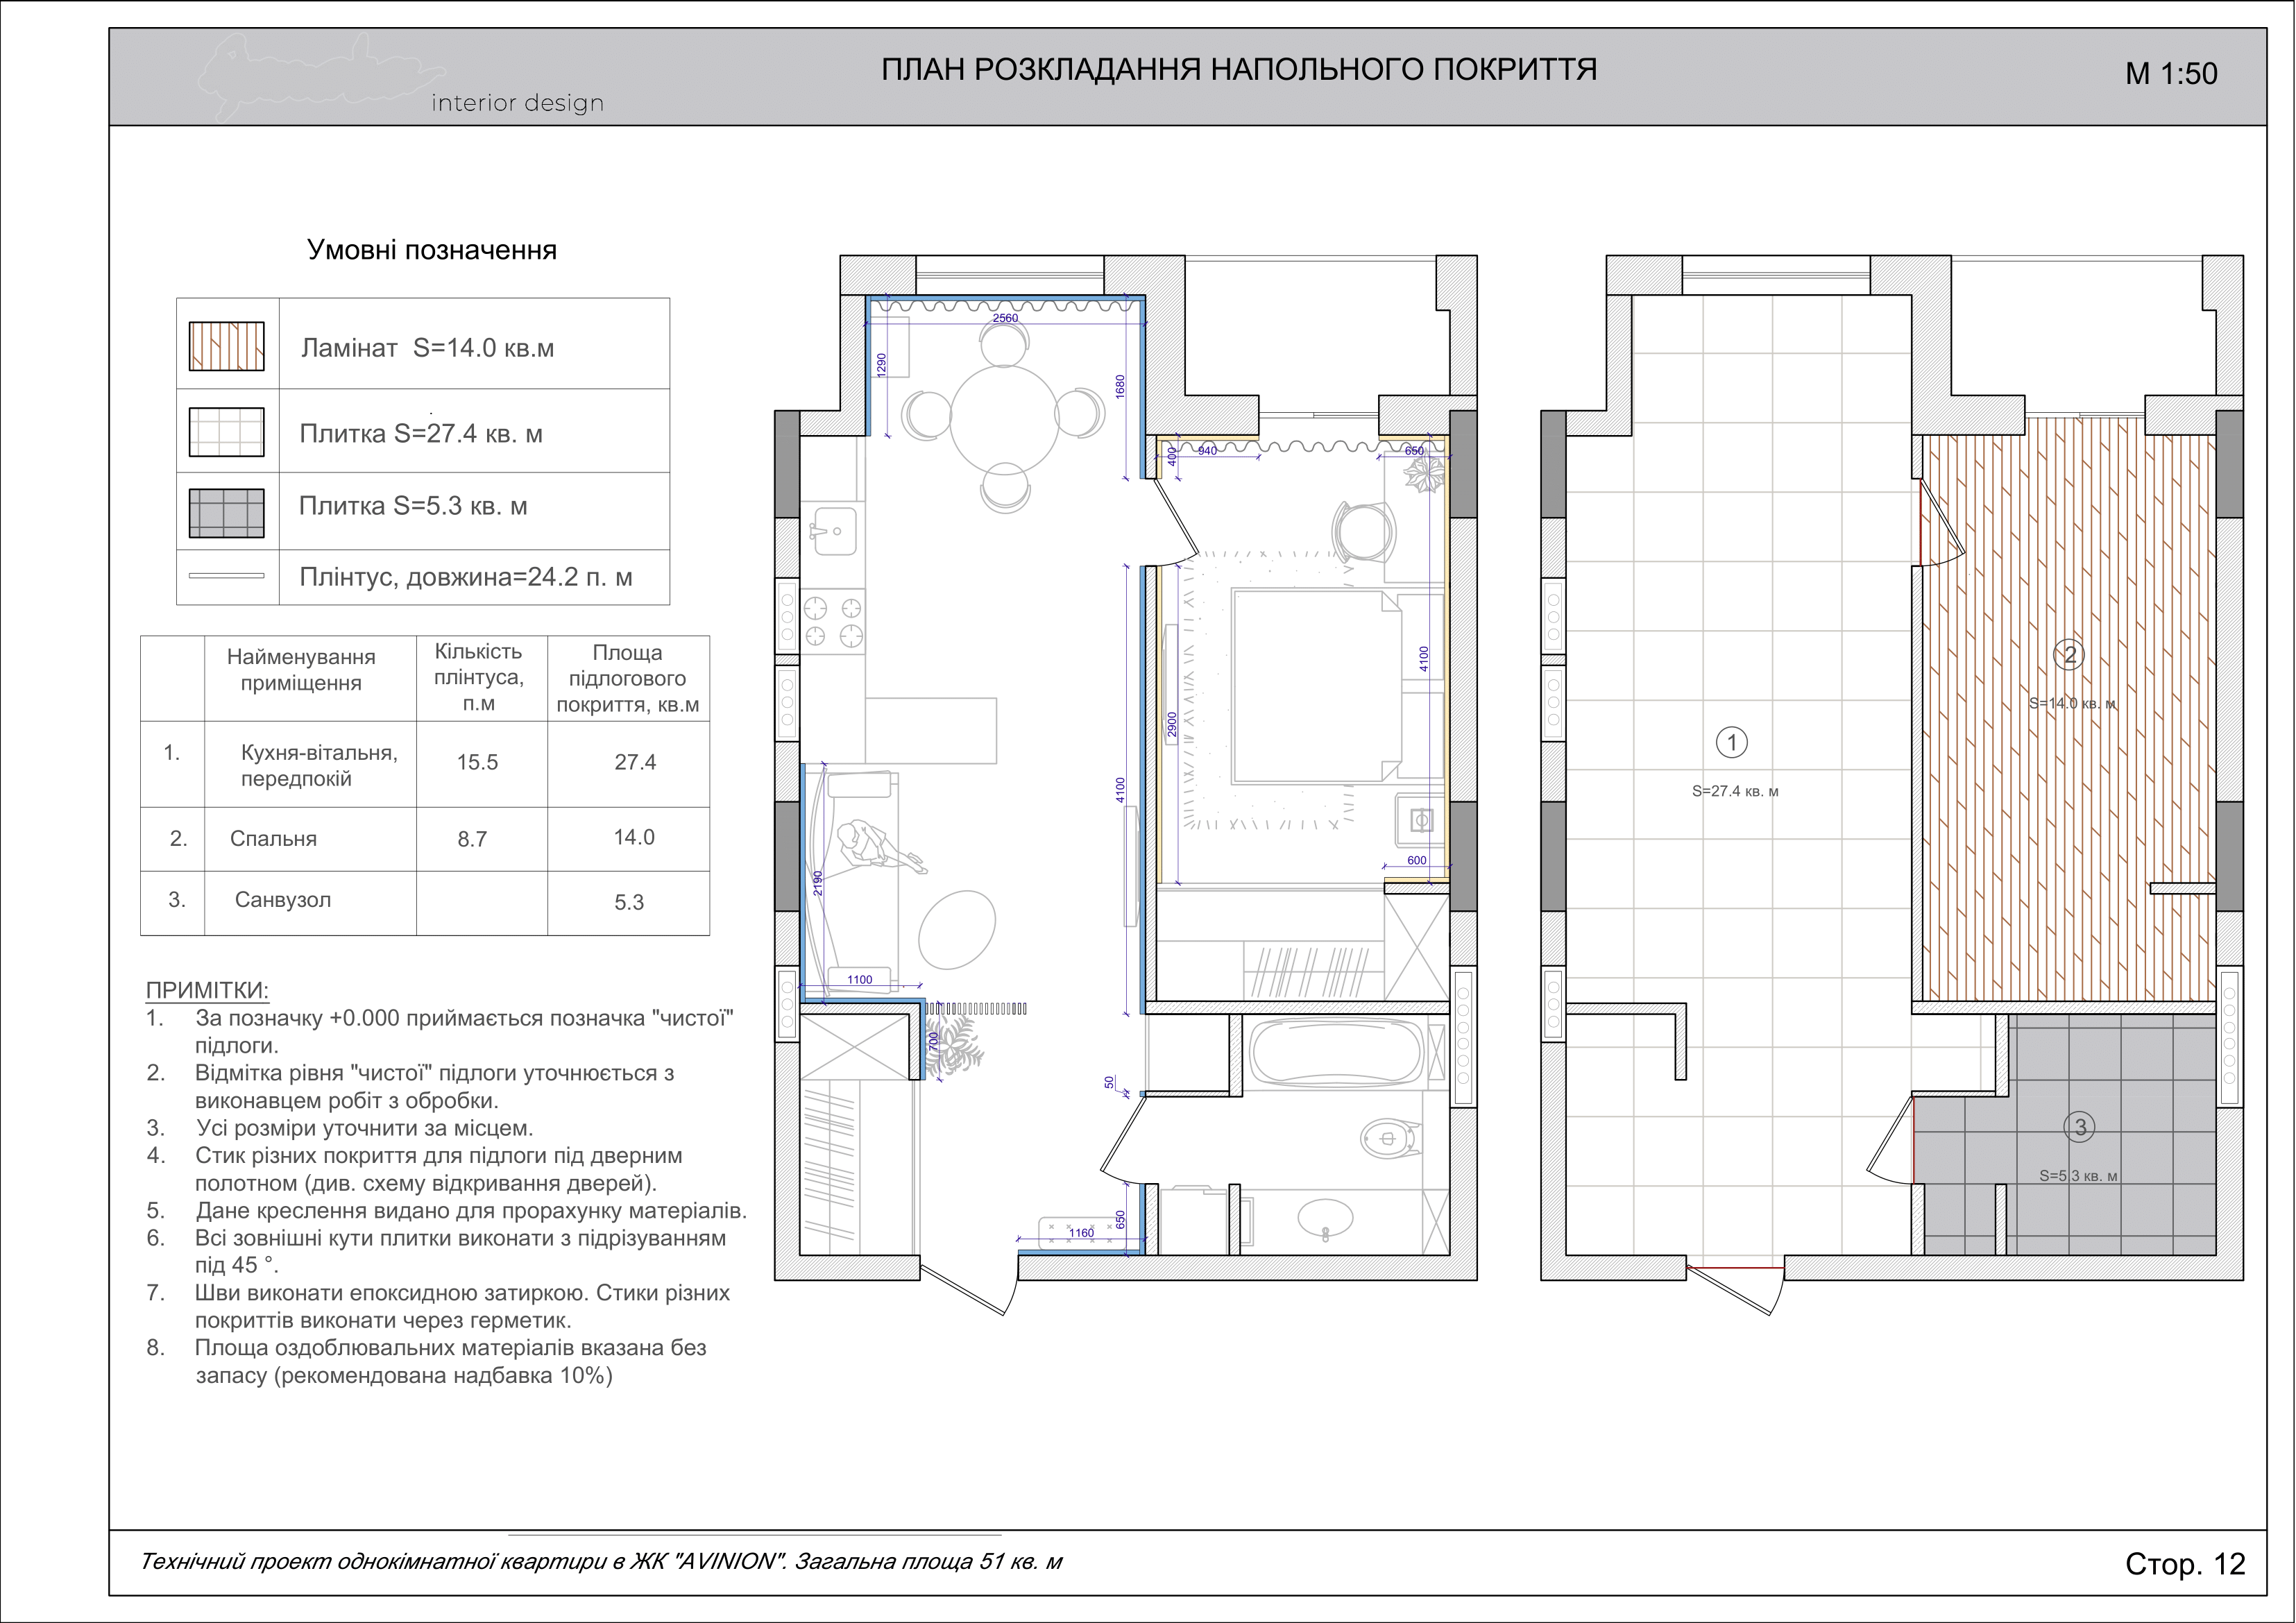 interior design
ПЛАН РОЗКЛАДАННЯ НАПОЛЬНОГО ПОКРИТТЯ
М 1:50
Умовні позначення
Ламінат S=14.0 кв.м
Плитка S=27.4 кв. м
Плитка S=5.3 кв. м
Плінтус, довжина=24.2 п. м
Найменування
приміщення
Кількість
плінтуса,
п.м
Площа
підлогового
покриття, кв.м
1.
Кухня-вітальня,
передпокій
15.5
27.4
2.
Спальня
8.7
14.0
3.
Санвузол
5.3
ПРИМІТКИ:
1. За позначку +0.000 приймається позначка "чистої"
підлоги.
2. Відмітка рівня "чистої" підлоги уточнюється з
виконавцем робіт з обробки.
3. Усі розміри уточнити за місцем.
4. Стик різних покриття для підлоги під дверним
полотном (див. схему відкривання дверей).
5. Дане креслення видано для прорахунку матеріалів.
6. Всі зовнішні кути плитки виконати з підрізуванням
під 45 °.
7. Шви виконати епоксидною затиркою. Стики різних
покриттів виконати через герметик.
8. Площа оздоблювальних матеріалів вказана без
запасу (рекомендована надбавка 10%)
2560
1290
1680
400
940
650
4100
2900
4100
600
2190
1100
700
50
650
1160
1
S=27.4 кв. м
2
S=14.0 кв. м
3
S=5.3 кв. м
Технічний проект однокімнатної квартири в ЖК "AVINION". Загальна площа 51 кв. м
Стор. 12